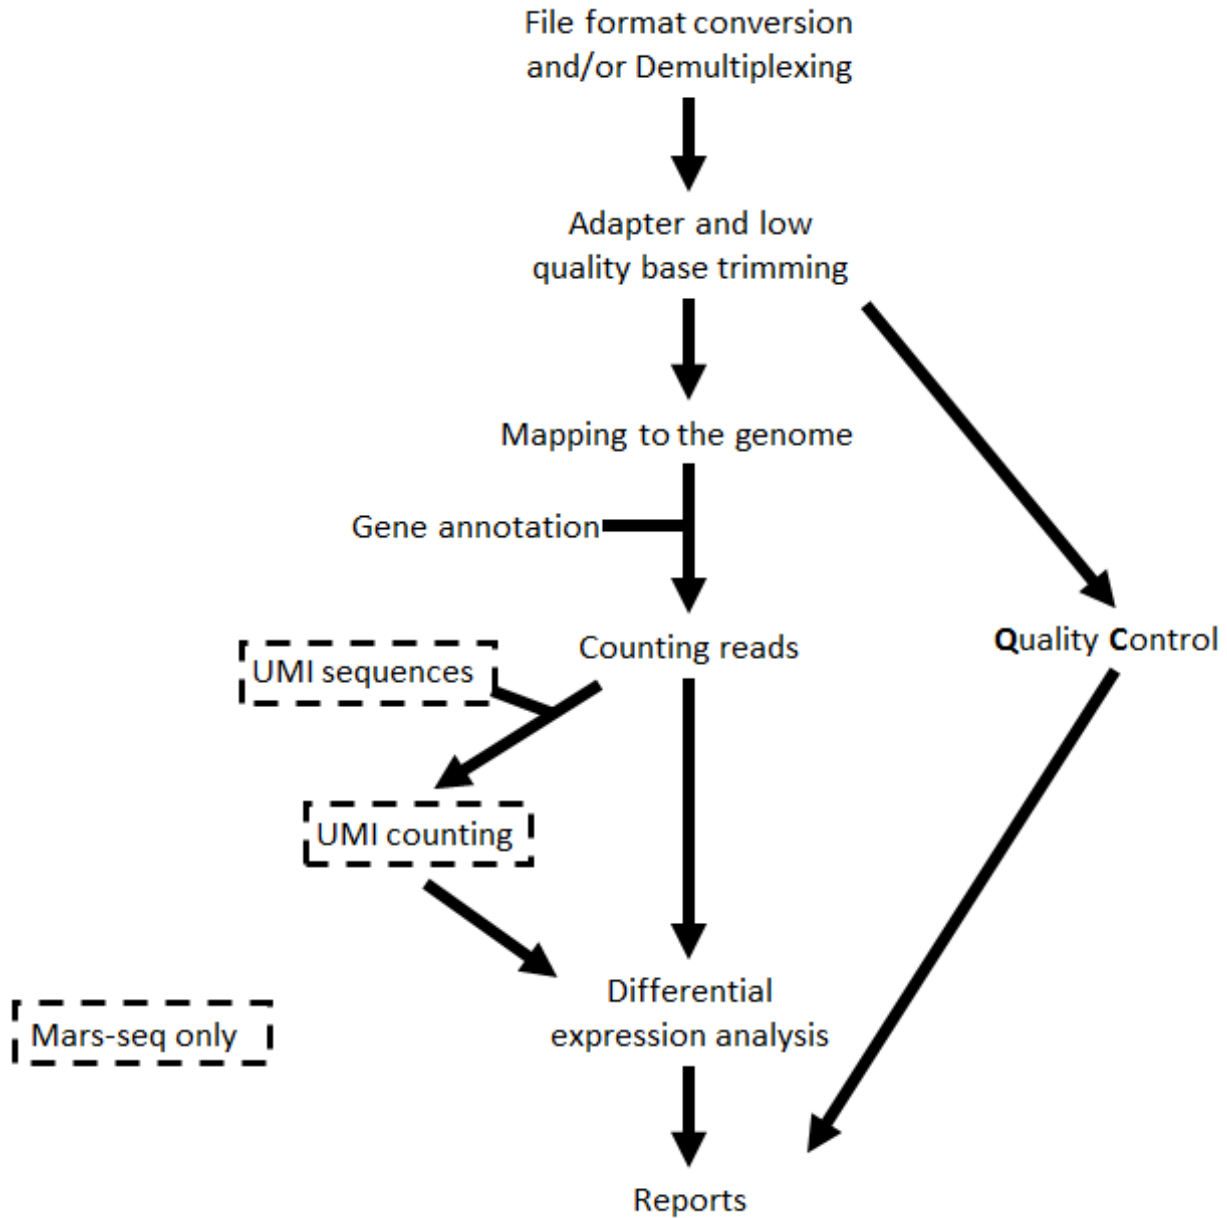 File format conversion
and/or Demultiplexing
Adapter and low
quality base trimming
Mapping to the genome
Gene annotation
Counting reads
Quality Control
UMI sequences
UMI counting
Differential
expression analysis
Mars-seq only
Reports